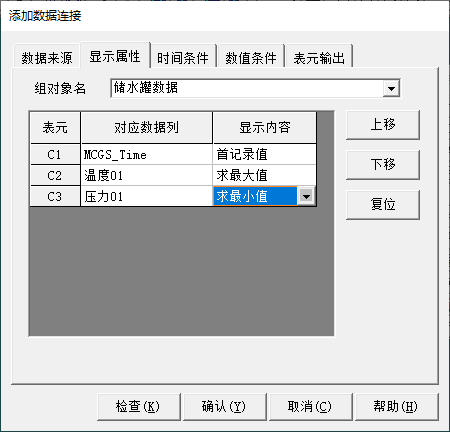 添加数据连接
数据来源 显示属性 时间条件 数值条件 表元输出
组对象名 储水罐数据
表元 对应数据列 显示内容 上移
C1 MCGS_Time 首记录值
C2 温度01 求最大值 下移
C3 压力01 求最小值
复位
检查(K) 确认(Y) 取消(C) 帮助(H)